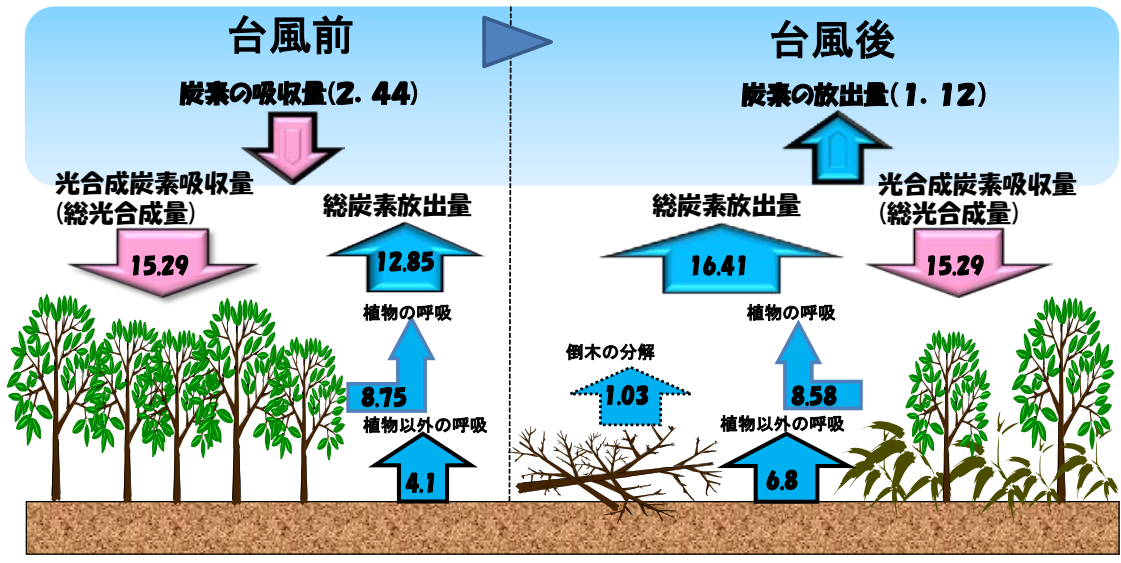 台風前
炭素の吸収量(2．44)
光合成炭素吸収量
(総光合成量)
15.29
総炭素放出量
12.85
植物の呼吸
8.75
植物以外の呼吸
4.1
台風後
炭素の放出量(1．12)
総炭素放出量
16.41
光合成炭素吸収量
(総光合成量)
15.29
植物の呼吸
倒木の分解
1.03
8.58
植物以外の呼吸
6.8